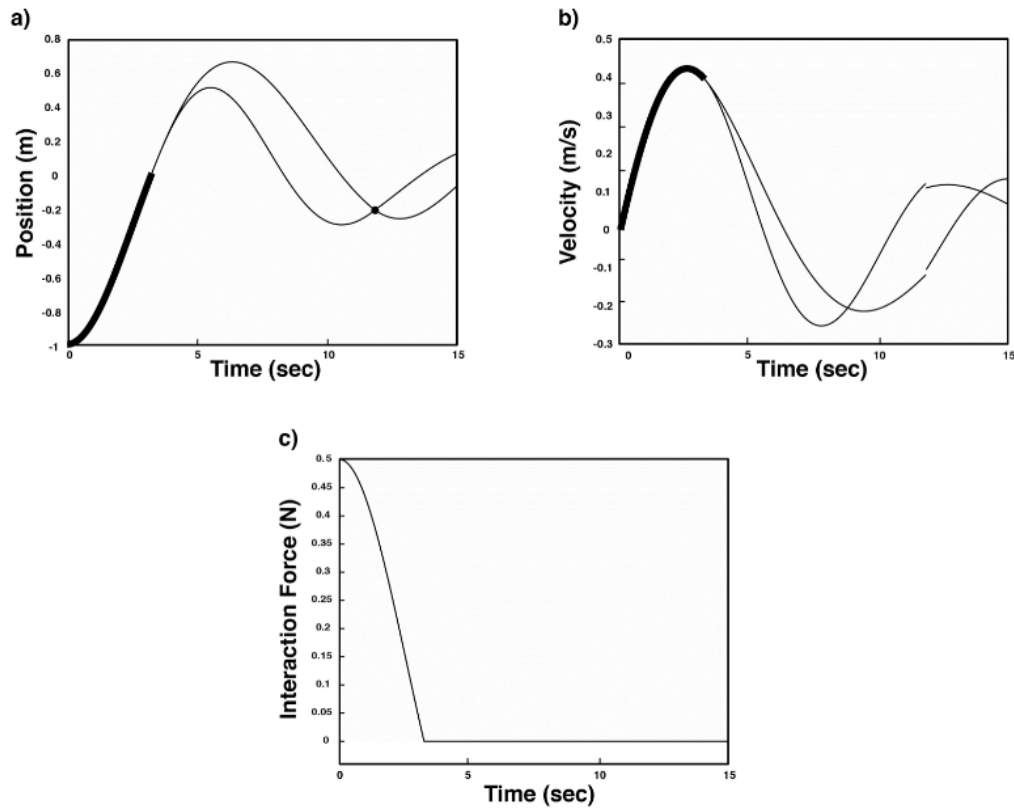 a)
0.8
0.6
0.4
0.2
0
-0.2
-0.4
-0.6
-0.8
-1
Position (m)
0 5 10 15
Time (sec)
b)
0.5
0.4
0.3
0.2
0.1
0
-0.1
-0.2
-0.3
Velocity (m/s)
0 5 10 15
Time (sec)
c)
0.5
0.45
0.4
0.35
0.3
0.25
0.2
0.15
0.1
0.05
0
Interaction Force (N)
0 5 10 15
Time (sec)